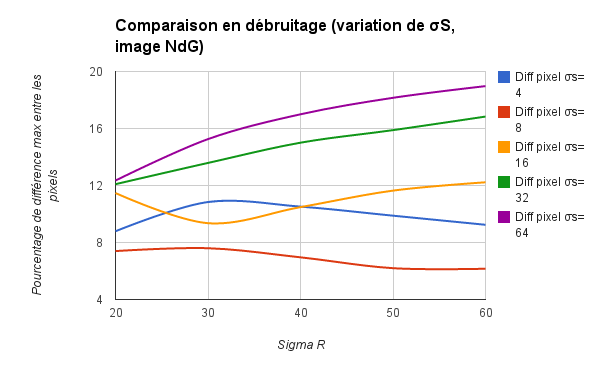 Comparaison en débruitage (variation de σS,
image NdG)
Pourcentage de différence max entre les
pixels
20
16
12
8
4
20
30
40
50
60
Sigma R
Diff pixel σs=
4
Diff pixel σs=
8
Diff pixel σs=
16
Diff pixel σs=
32
Diff pixel σs=
64